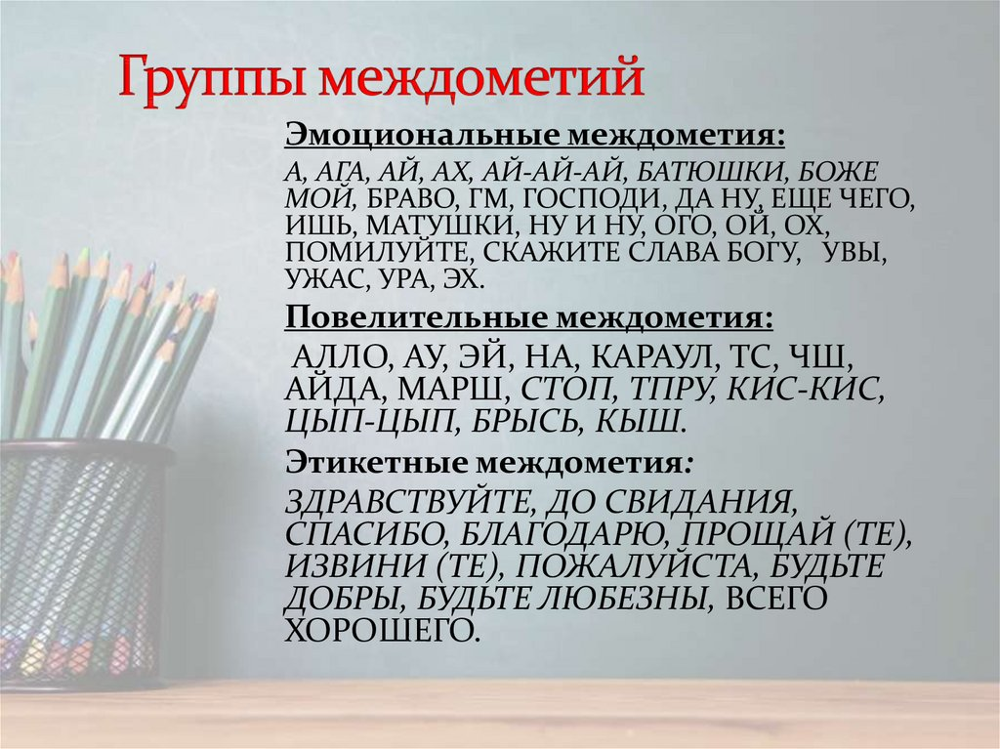 Группы междометий
Эмоциональные междометия:
А, АГА, АЙ, АХ, АЙ-АЙ-АЙ, БАТЮШКИ, БОЖЕ
МОЙ, БРАВО, ГМ, ГОСПОДИ, ДА НУ, ЕЩЕ ЧЕГО,
ИШЬ, МАТУШКИ, НУ И НУ, ОГО, ОЙ, ОХ,
ПОМИЛУЙТЕ, СКАЖИТЕ СЛАВА БОГУ, УВЫ,
УЖАС, УРА, ЭХ.
Повелительные междометия:
АЛЛО, АУ, ЭЙ, НА, КАРАУЛ, ТС, ЧШ,
АЙДА, МАРШ, СТОП, ТПРУ, КИС-КИС,
ЦЫП-ЦЫП, БРЫСЬ, КЫШ.
Этикетные междометия:
ЗДРАВСТВУЙТЕ, ДО СВИДАНИЯ,
СПАСИБО, БЛАГОДАРЮ, ПРОЩАЙ (ТЕ),
ИЗВИНИ (ТЕ), ПОЖАЛУЙСТА, БУДЬТЕ
ДОБРЫ, БУДЬТЕ ЛЮБЕЗНЫ, ВСЕГО
ХОРОШЕГО.